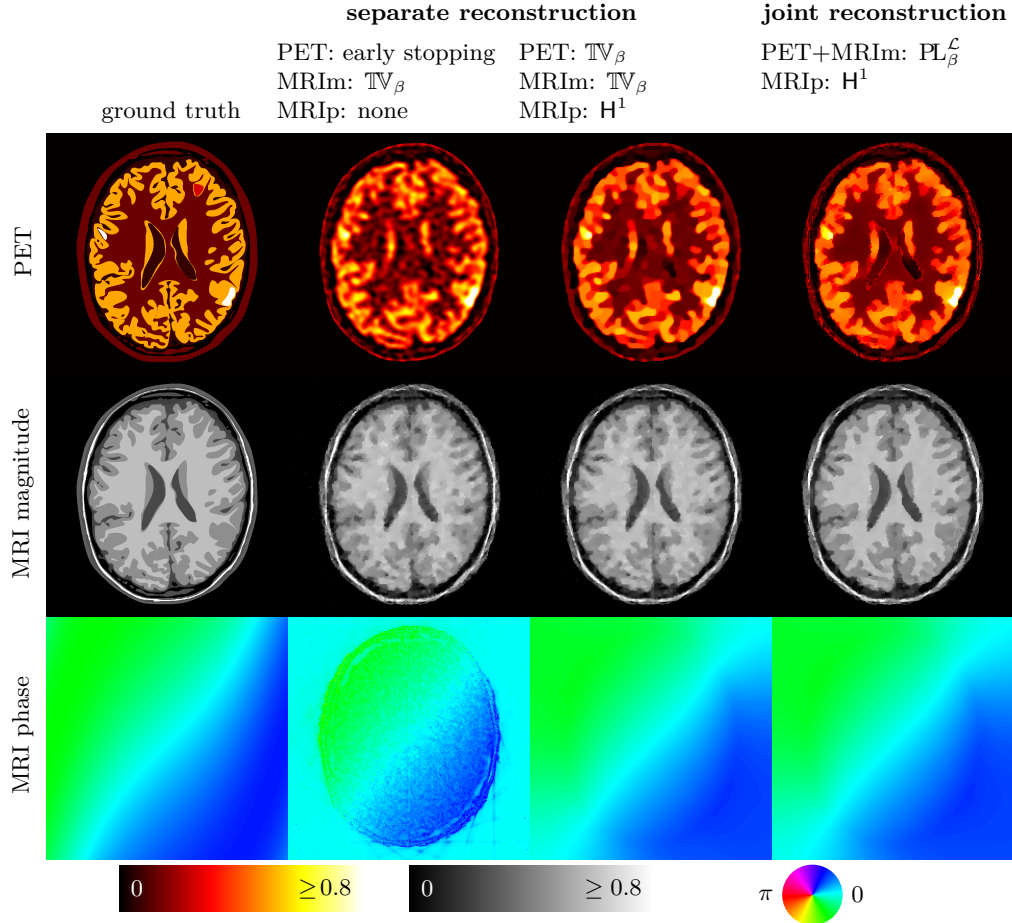 separate reconstruction
joint reconstruction
ground truth
PET: early stopping
MRIm: 𝕋𝕍β
MRIp: none
PET: 𝕋𝕍β
MRIm: 𝕋𝕍β
MRIp: H¹
PET+MRIm: PLβ^ℒ
MRIp: H¹
PET
MRI magnitude
MRI phase
0 ≥0.8
0 ≥0.8
π 0